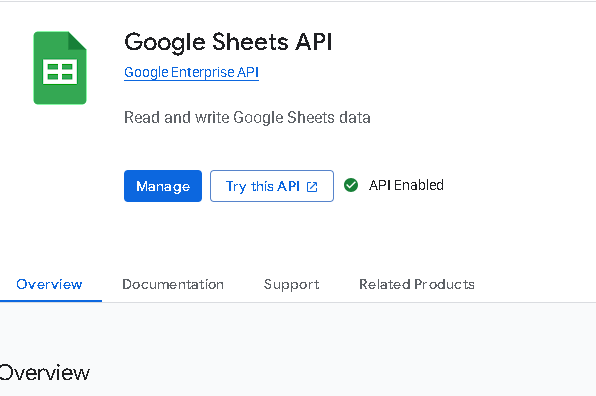 Google Sheets API
Google Enterprise API
Read and write Google Sheets data
Manage Try this API API Enabled
Overview Documentation Support Related Products
Overview